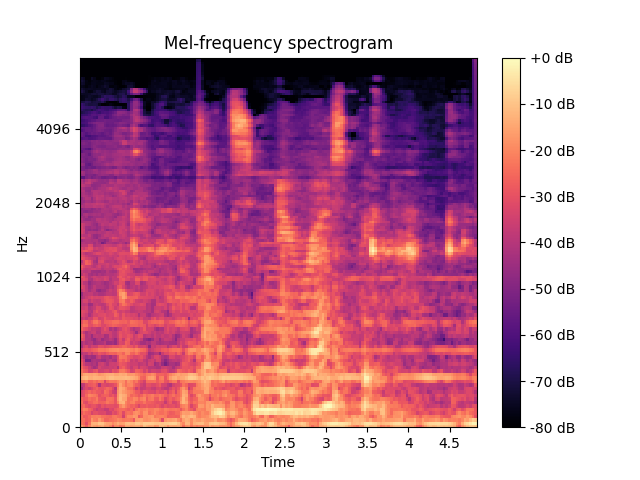 Mel-frequency spectrogram
+0 dB
4096
-10 dB
-20 dB
2048
-30 dB
Hz
-40 dB
1024
-50 dB
-60 dB
512
-70 dB
0
-80 dB
0 0.5 1 1.5 2 2.5 3 3.5 4 4.5
Time